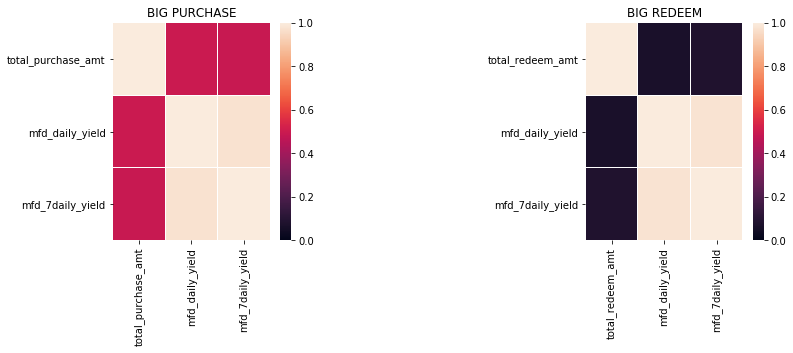 BIG PURCHASE
total_purchase_amt
mfd_daily_yield
mfd_7daily_yield
total_purchase_amt
mfd_daily_yield
mfd_7daily_yield
1.0
0.8
0.6
0.4
0.2
0.0
BIG REDEEM
total_redeem_amt
mfd_daily_yield
mfd_7daily_yield
total_redeem_amt
mfd_daily_yield
mfd_7daily_yield
1.0
0.8
0.6
0.4
0.2
0.0